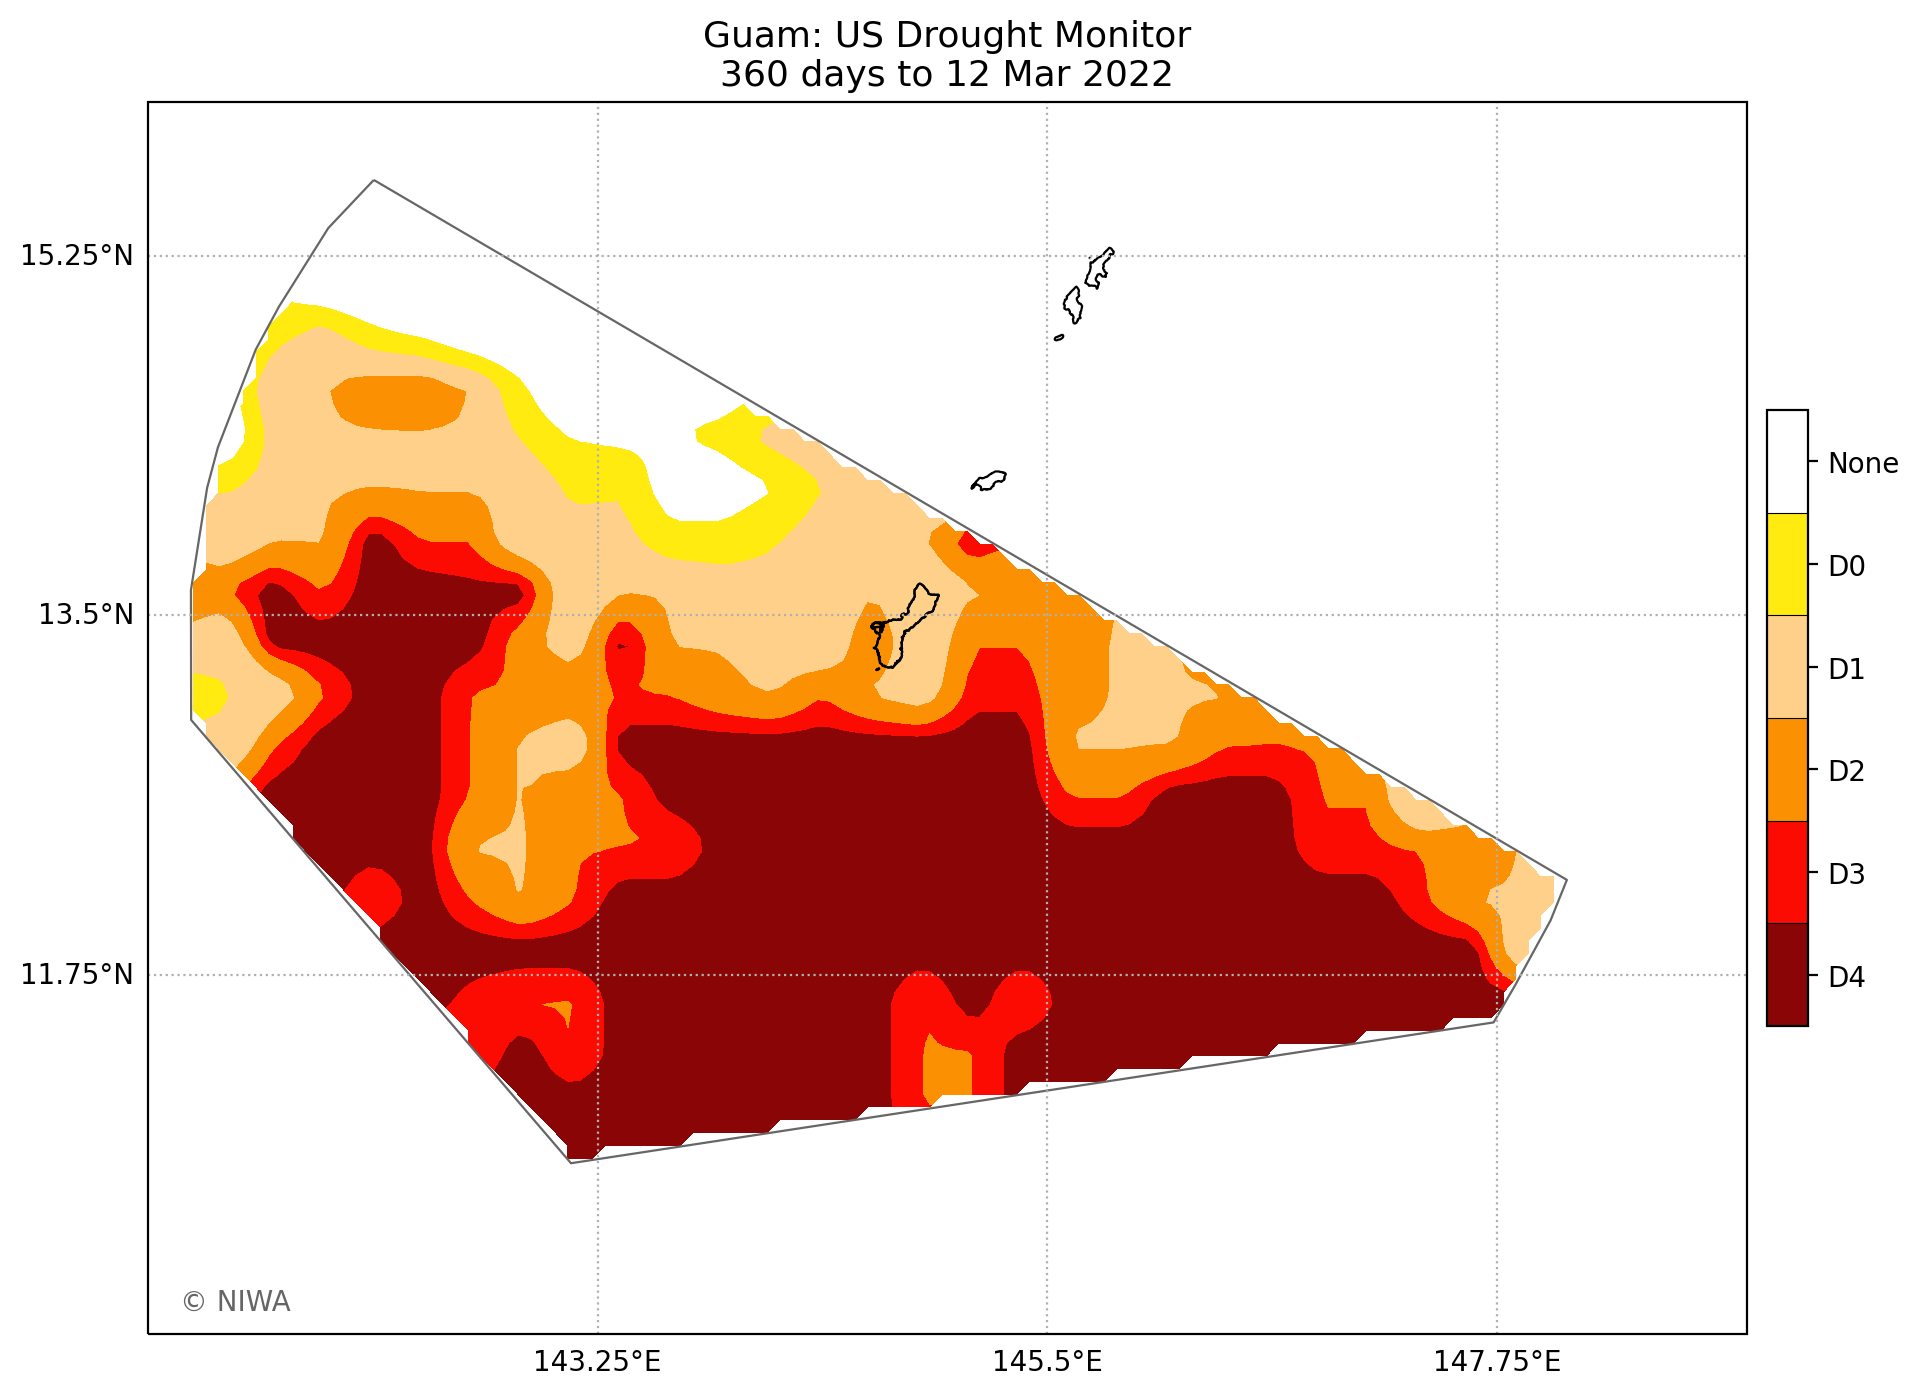 Guam: US Drought Monitor
360 days to 12 Mar 2022
15.25°N
13.5°N
11.75°N
143.25°E
145.5°E
147.75°E
None
D0
D1
D2
D3
D4
© NIWA